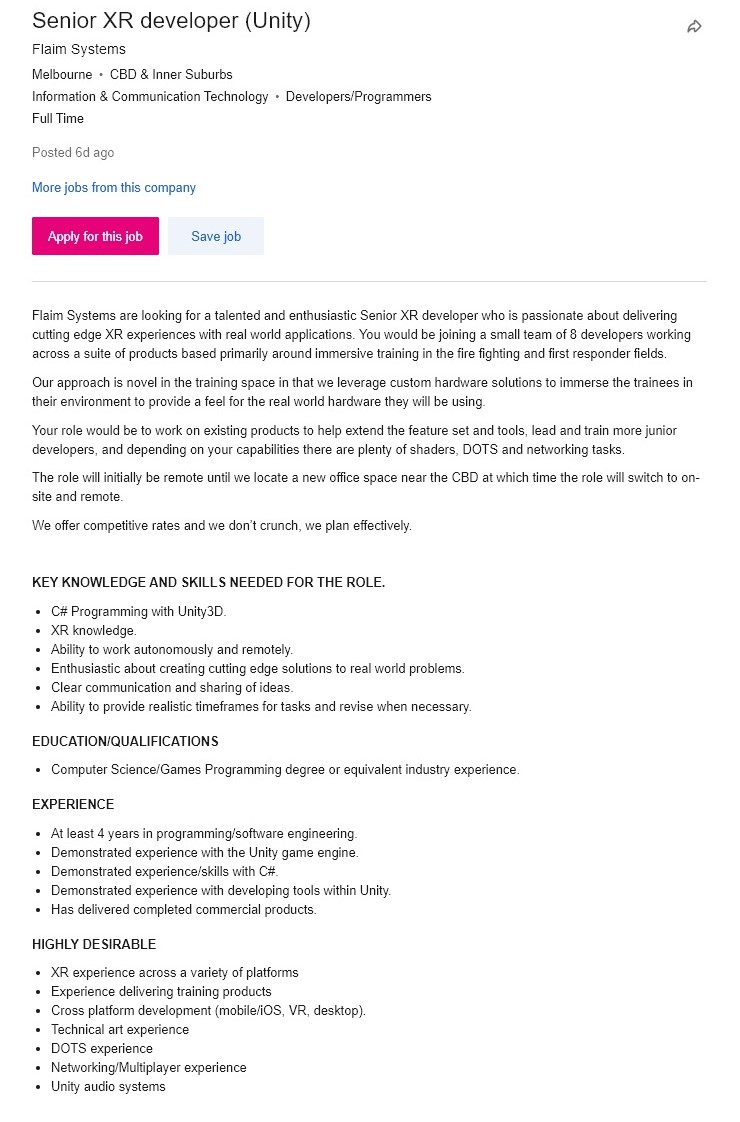 Senior XR developer (Unity)
Flaim Systems
Melbourne • CBD & Inner Suburbs
Information & Communication Technology • Developers/Programmers
Full Time
Posted 6d ago
More jobs from this company
Apply for this job Save job
Flaim Systems are looking for a talented and enthusiastic Senior XR developer who is passionate about delivering
cutting edge XR experiences with real world applications. You would be joining a small team of 8 developers working
across a suite of products based primarily around immersive training in the fire fighting and first responder fields.
Our approach is novel in the training space in that we leverage custom hardware solutions to immerse the trainees in
their environment to provide a feel for the real world hardware they will be using.
Your role would be to work on existing products to help extend the feature set and tools, lead and train more junior
developers, and depending on your capabilities there are plenty of shaders, DOTS and networking tasks.
The role will initially be remote until we locate a new office space near the CBD at which time the role will switch to on-
site and remote.
We offer competitive rates and we don't crunch, we plan effectively.
KEY KNOWLEDGE AND SKILLS NEEDED FOR THE ROLE.
• C# Programming with Unity3D.
• XR knowledge.
• Ability to work autonomously and remotely.
• Enthusiastic about creating cutting edge solutions to real world problems.
• Clear communication and sharing of ideas.
• Ability to provide realistic timeframes for tasks and revise when necessary.
EDUCATION/QUALIFICATIONS
• Computer Science/Games Programming degree or equivalent industry experience.
EXPERIENCE
• At least 4 years in programming/software engineering.
• Demonstrated experience with the Unity game engine.
• Demonstrated experience/skills with C#.
• Demonstrated experience with developing tools within Unity.
• Has delivered completed commercial products.
HIGHLY DESIRABLE
• XR experience across a variety of platforms
• Experience delivering training products
• Cross platform development (mobile/iOS, VR, desktop).
• Technical art experience
• DOTS experience
• Networking/Multiplayer experience
• Unity audio systems